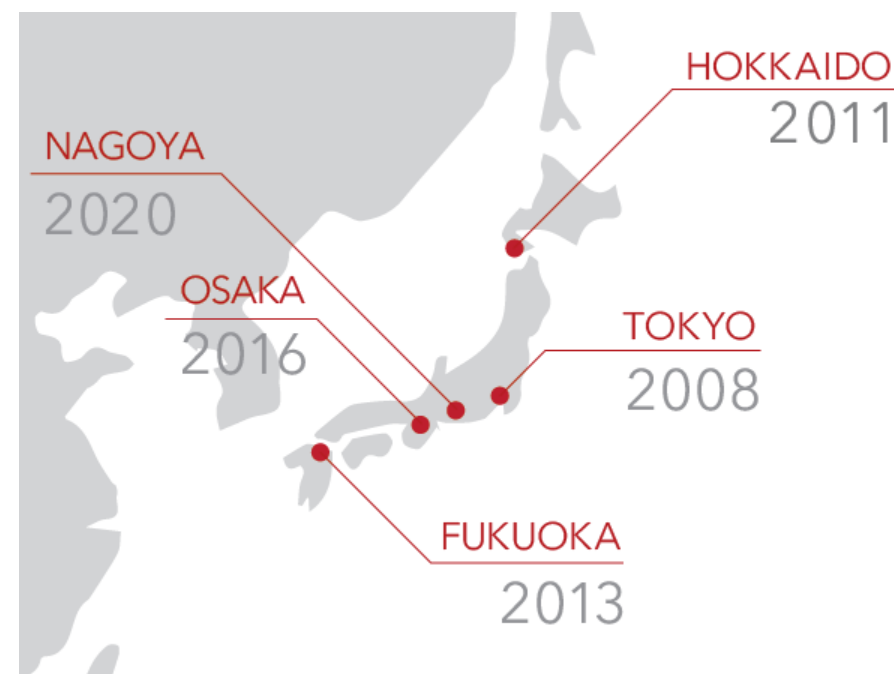 HOKKAIDO
2011
NAGOYA
2020
OSAKA
2016
TOKYO
2008
FUKUOKA
2013